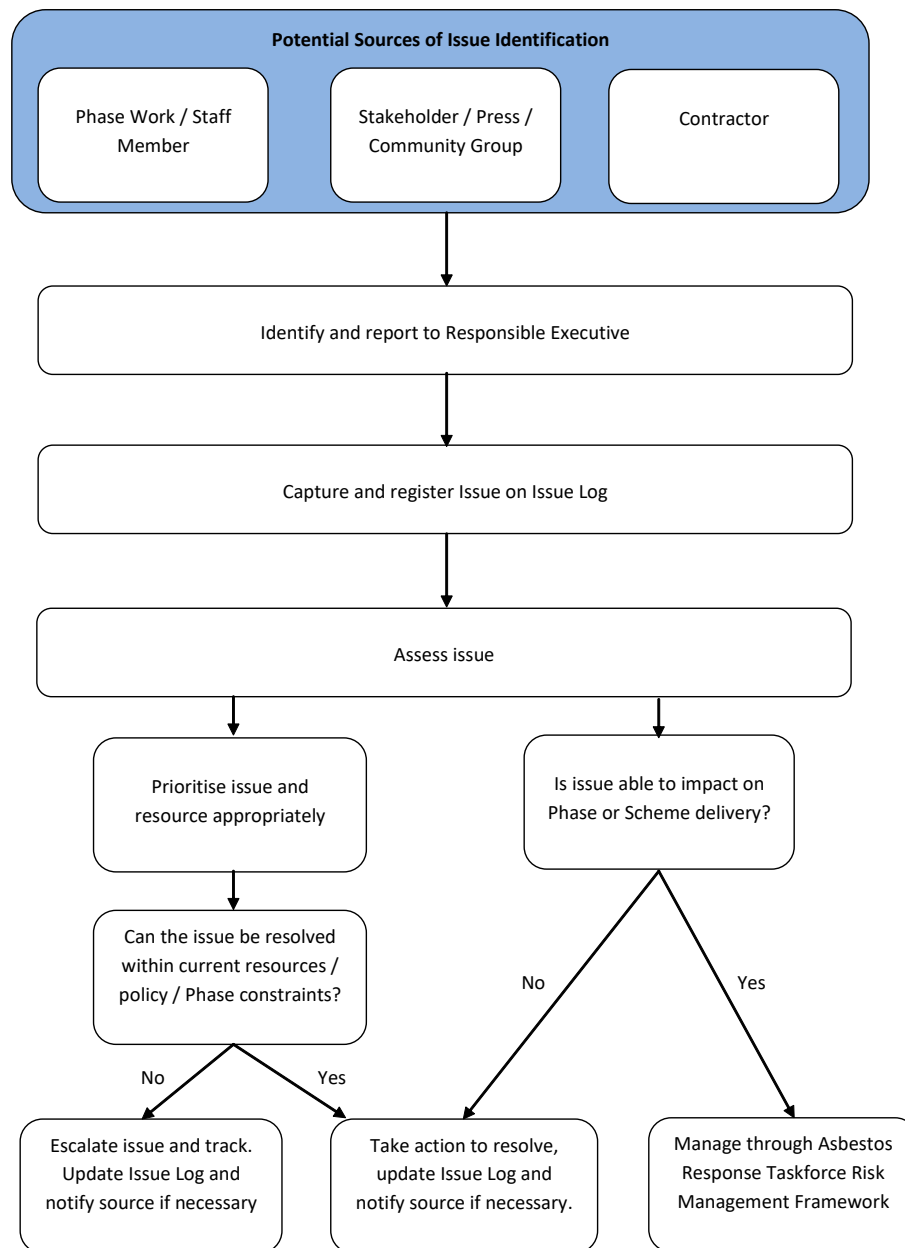 Potential Sources of Issue Identification
Phase Work / Staff
Member
Stakeholder / Press /
Community Group
Contractor
Identify and report to Responsible Executive
Capture and register Issue on Issue Log
Assess issue
Prioritise issue and
resource appropriately
Is issue able to impact on
Phase or Scheme delivery?
Can the issue be resolved
within current resources /
policy / Phase constraints?
No
Yes
No
Yes
Escalate issue and track.
Update Issue Log and
notify source if necessary
Take action to resolve,
update Issue Log and
notify source if necessary.
Manage through Asbestos
Response Taskforce Risk
Management Framework